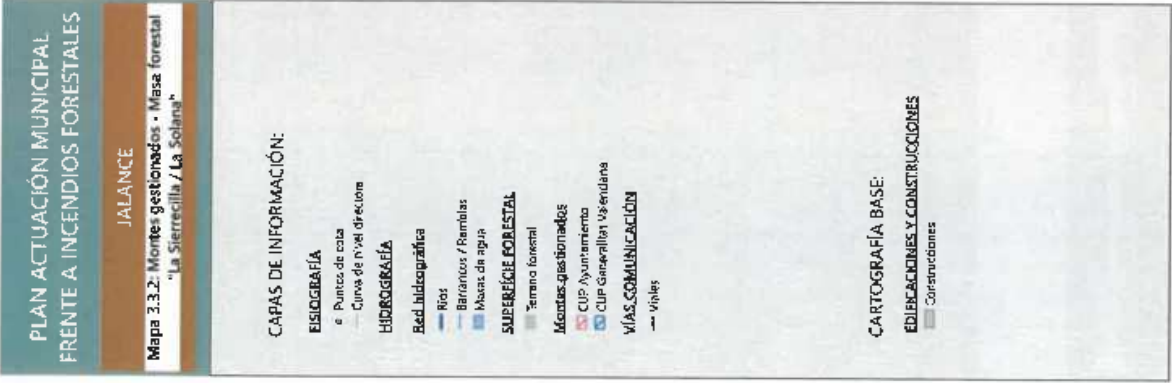 PLAN ACTUACIÓN MUNICIPAL
FRENTE A INCENDIOS FORESTALES
JALANCE
Mapa 3.3.2: Montes gestionados - Masa forestal
"La Sierrecilla / La Solana"
CAPAS DE INFORMACIÓN:
FISIOGRAFÍA
Puntos de cota
Curva de nivel directora
HIDROGRAFÍA
Red hidrográfica
Ríos
Barrancos / Ramblas
Masas de agua
SUPERFÍCIE FORESTAL
Terreno forestal
Montes gestionados
CUP Ayuntamiento
CUP Generalitat Valenciana
VÍAS COMUNICACIÓN
Viales
CARTOGRAFÍA BASE:
EDIFICACIONES Y CONSTRUCCIONES
Construcciones